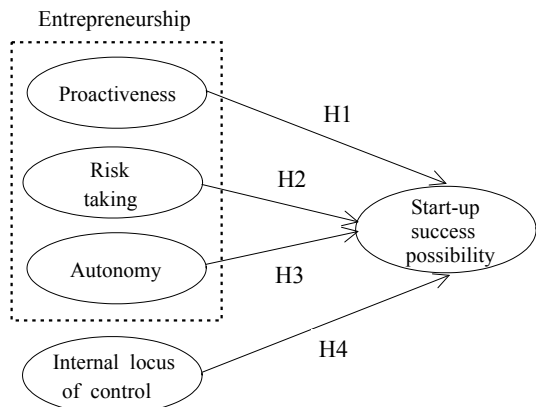 Entrepreneurship
Proactiveness
H1
Risk
taking
H2
Start-up
success
possibility
Autonomy
H3
Internal locus
of control
H4